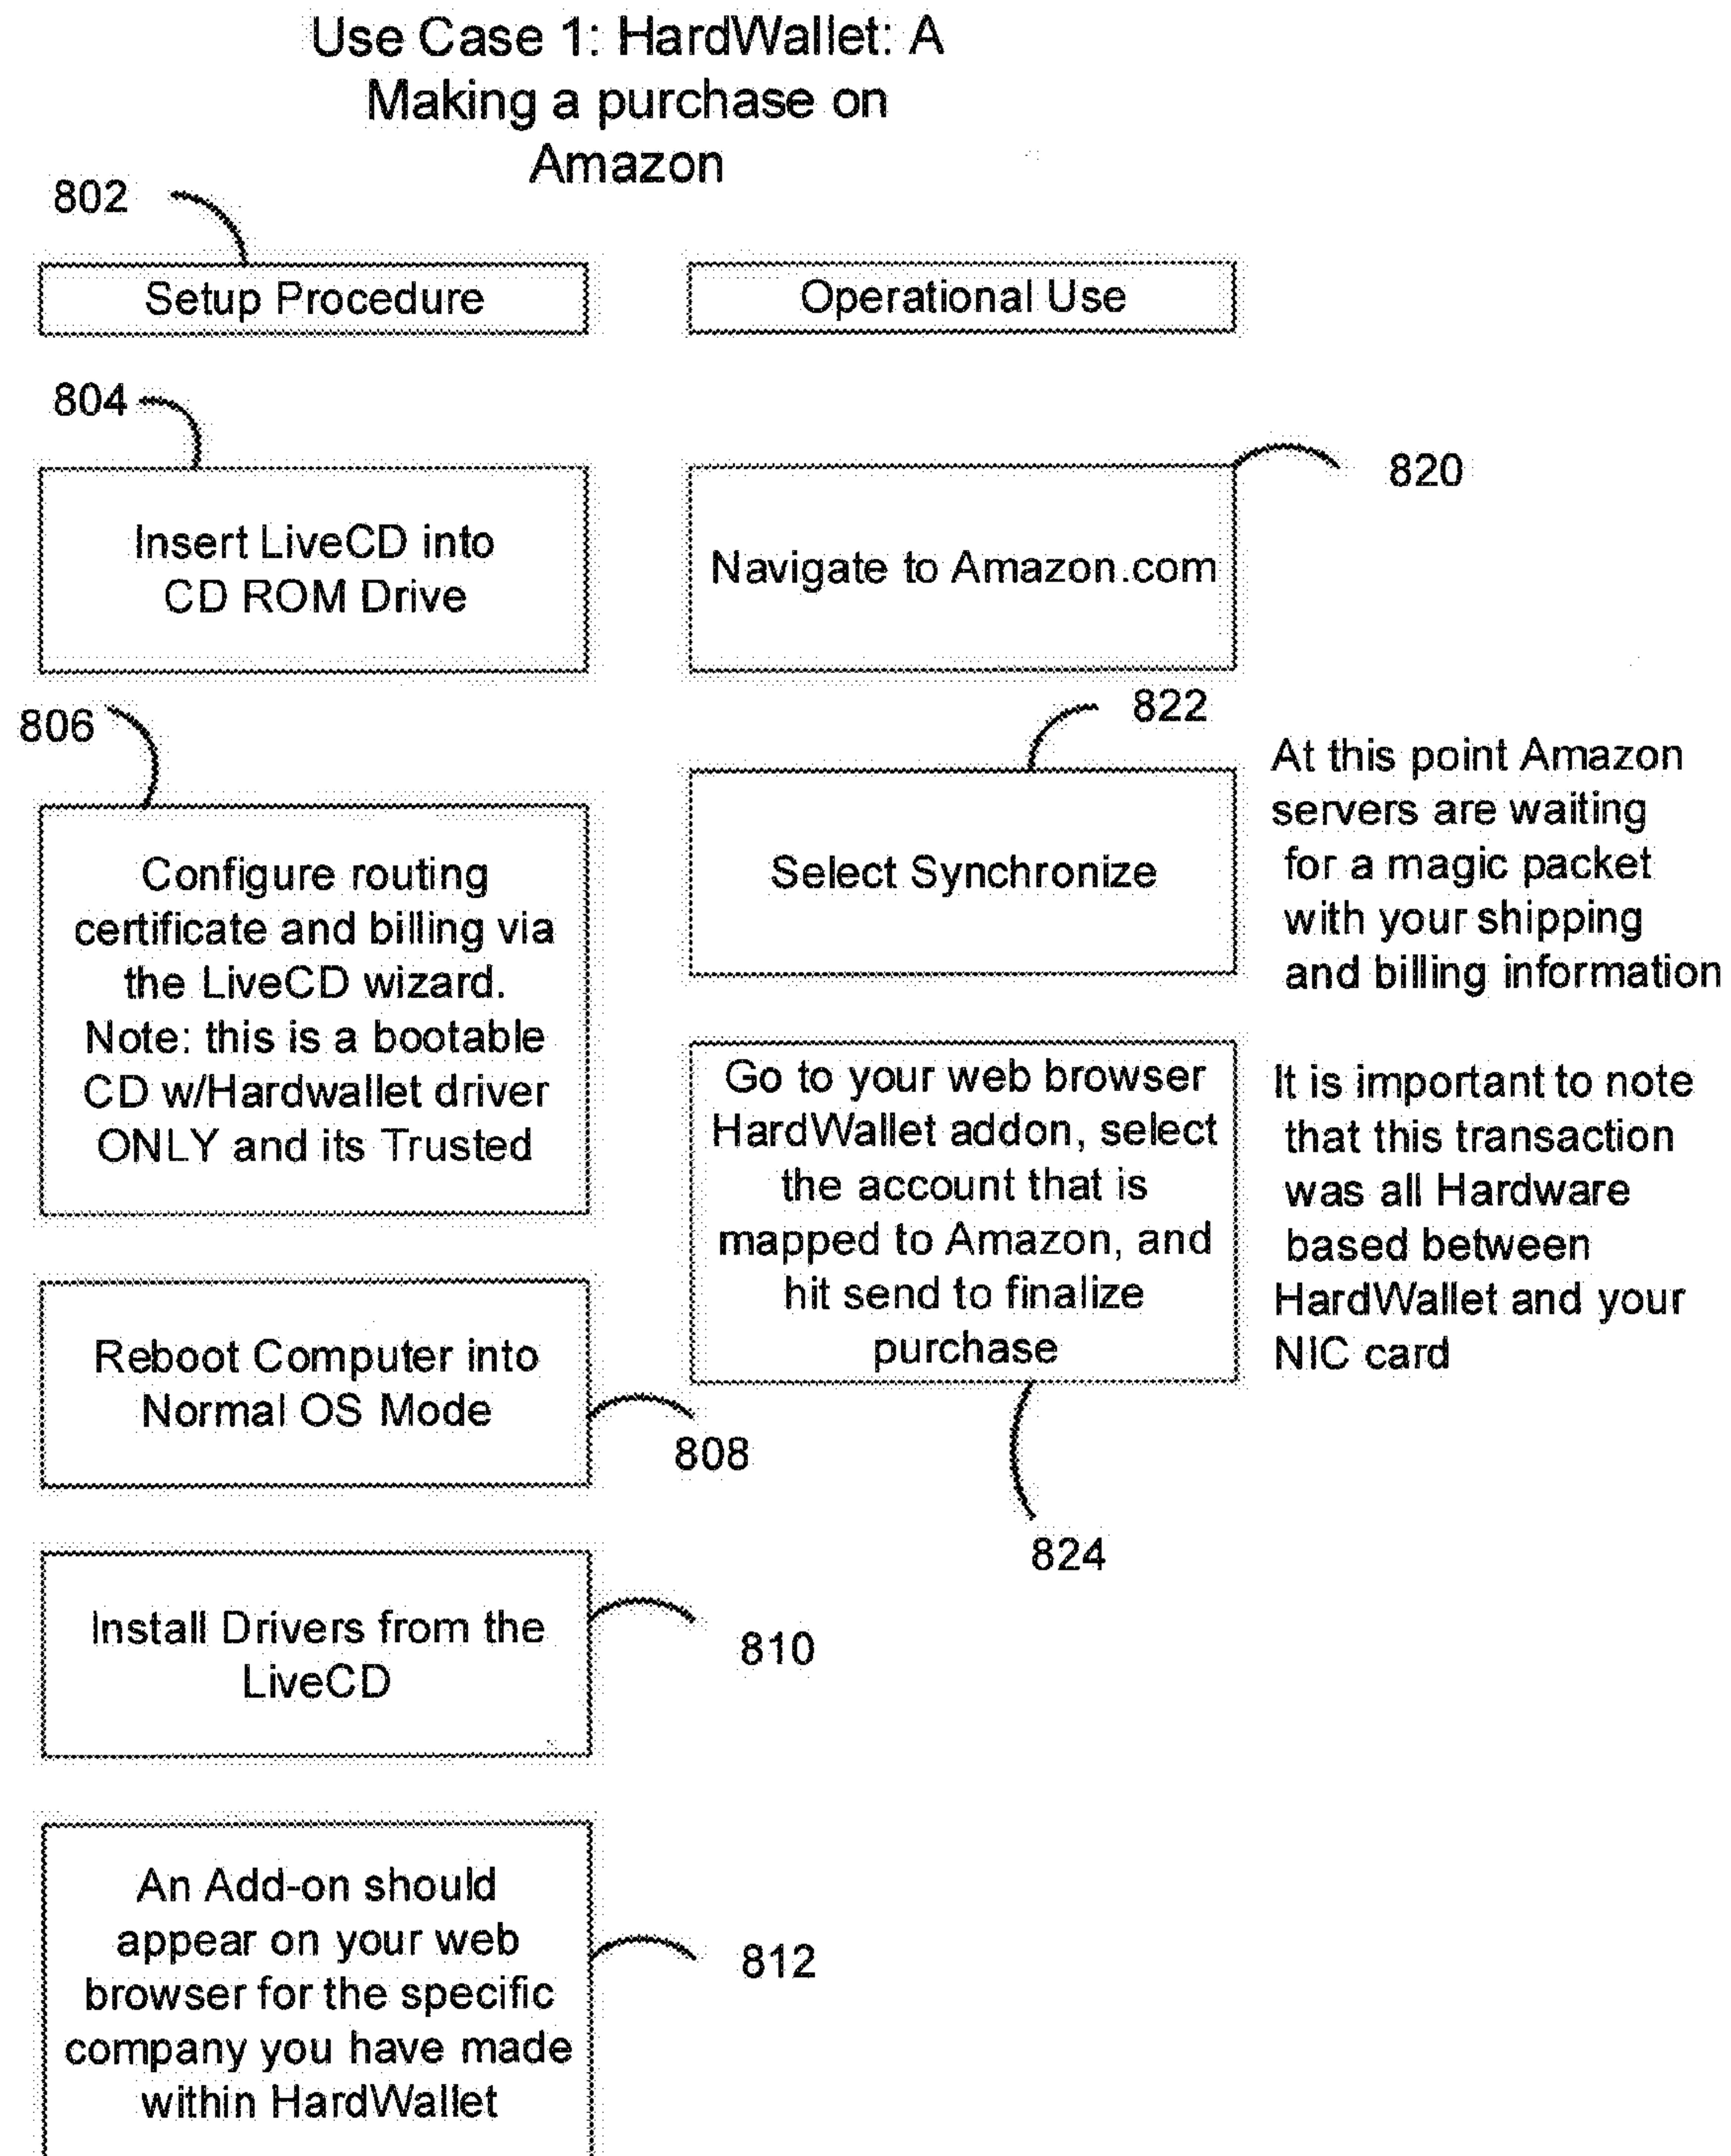 Use Case 1: HardWallet: A
Making a purchase on
Amazon
802
Setup Procedure
804
Insert LiveCD into
CD ROM Drive
806
Configure routing
certificate and billing via
the LiveCD wizard.
Note: this is a bootable
CD w/Hardwallet driver
ONLY and its Trusted
Reboot Computer into
Normal OS Mode
808
Install Drivers from the
LiveCD
810
An Add-on should
appear on your web
browser for the specific
company you have made
within HardWallet
812
Operational Use
820
Navigate to Amazon.com
822
Select Synchronize
At this point Amazon
servers are waiting
for a magic packet
with your shipping
and billing information
Go to your web browser
HardWallet addon, select
the account that is
mapped to Amazon, and
hit send to finalize
purchase
824
It is important to note
that this transaction
was all Hardware
based between
HardWallet and your
NIC card